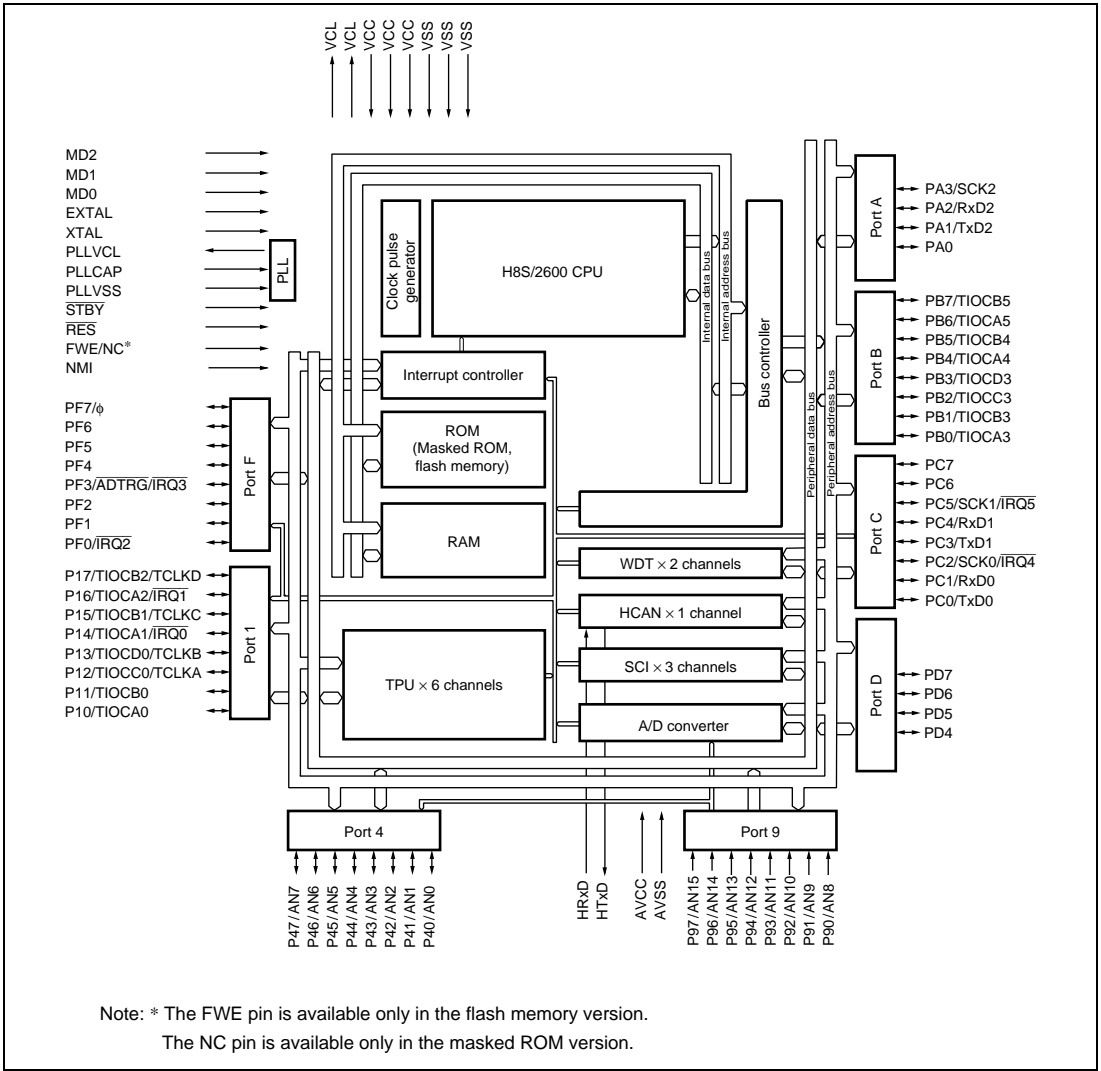 VCL
VCL
VCC
VCC
VCC
VSS
VSS
VSS
MD2
MD1
MD0
EXTAL
XTAL
PLLVCL
PLLCAP
PLLVSS
STBY
RES
FWE/NC*
NMI
PLL
Clock pulse
generator
H8S/2600 CPU
Internal data bus
Internal address bus
Bus controller
Peripheral data bus
Peripheral address bus
Interrupt controller
ROM
(Masked ROM,
flash memory)
RAM
TPU × 6 channels
WDT × 2 channels
HCAN × 1 channel
SCI × 3 channels
A/D converter
PF7/ϕ
PF6
PF5
PF4
PF3/ADTRG/IRQ3
PF2
PF1
PF0/IRQ2
Port F
P17/TIOCB2/TCLKD
P16/TIOCA2/IRQ1
P15/TIOCB1/TCLKC
P14/TIOCA1/IRQ0
P13/TIOCD0/TCLKB
P12/TIOCC0/TCLKA
P11/TIOCB0
P10/TIOCA0
Port 1
Port A
PA3/SCK2
PA2/RxD2
PA1/TxD2
PA0
Port B
PB7/TIOCB5
PB6/TIOCA5
PB5/TIOCB4
PB4/TIOCA4
PB3/TIOCD3
PB2/TIOCC3
PB1/TIOCB3
PB0/TIOCA3
Port C
PC7
PC6
PC5/SCK1/IRQ5
PC4/RxD1
PC3/TxD1
PC2/SCK0/IRQ4
PC1/RxD0
PC0/TxD0
Port D
PD7
PD6
PD5
PD4
Port 4
P47/AN7
P46/AN6
P45/AN5
P44/AN4
P43/AN3
P42/AN2
P41/AN1
P40/AN0
HRxD
HTxD
AVCC
AVSS
Port 9
P97/AN15
P96/AN14
P95/AN13
P94/AN12
P93/AN11
P92/AN10
P91/AN9
P90/AN8
Note: * The FWE pin is available only in the flash memory version.
The NC pin is available only in the masked ROM version.